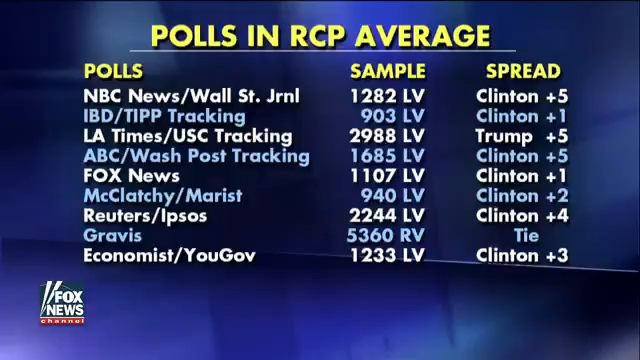 POLLS IN RCP AVERAGE
POLLS SAMPLE SPREAD
NBC News/Wall St. Jrnl 1282 LV Clinton +5
IBD/TIPP Tracking 903 LV Clinton +1
LA Times/USC Tracking 2988 LV Trump +5
ABC/Wash Post Tracking 1685 LV Clinton +5
FOX News 1107 LV Clinton +1
McClatchy/Marist 940 LV Clinton +2
Reuters/Ipsos 2244 LV Clinton +4
Gravis 5360 RV Tie
Economist/YouGov 1233 LV Clinton +3
FOX
NEWS
channel